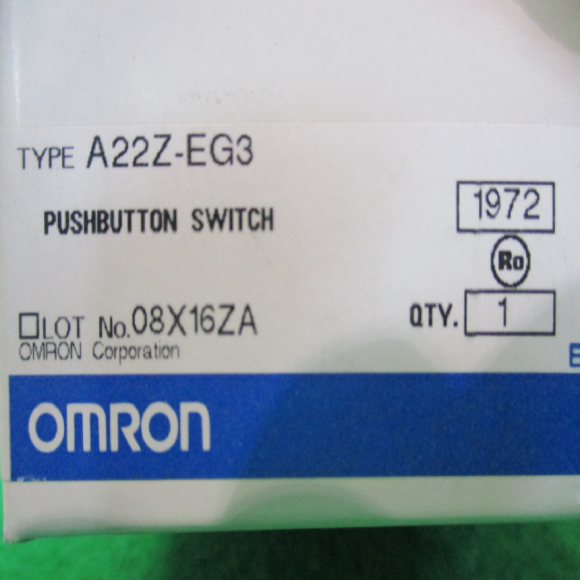 TYPE A22Z-EG3
PUSHBUTTON SWITCH
1972
Ro
LOT No.08X16ZA
QTY. 1
OMRON Corporation
OMRON